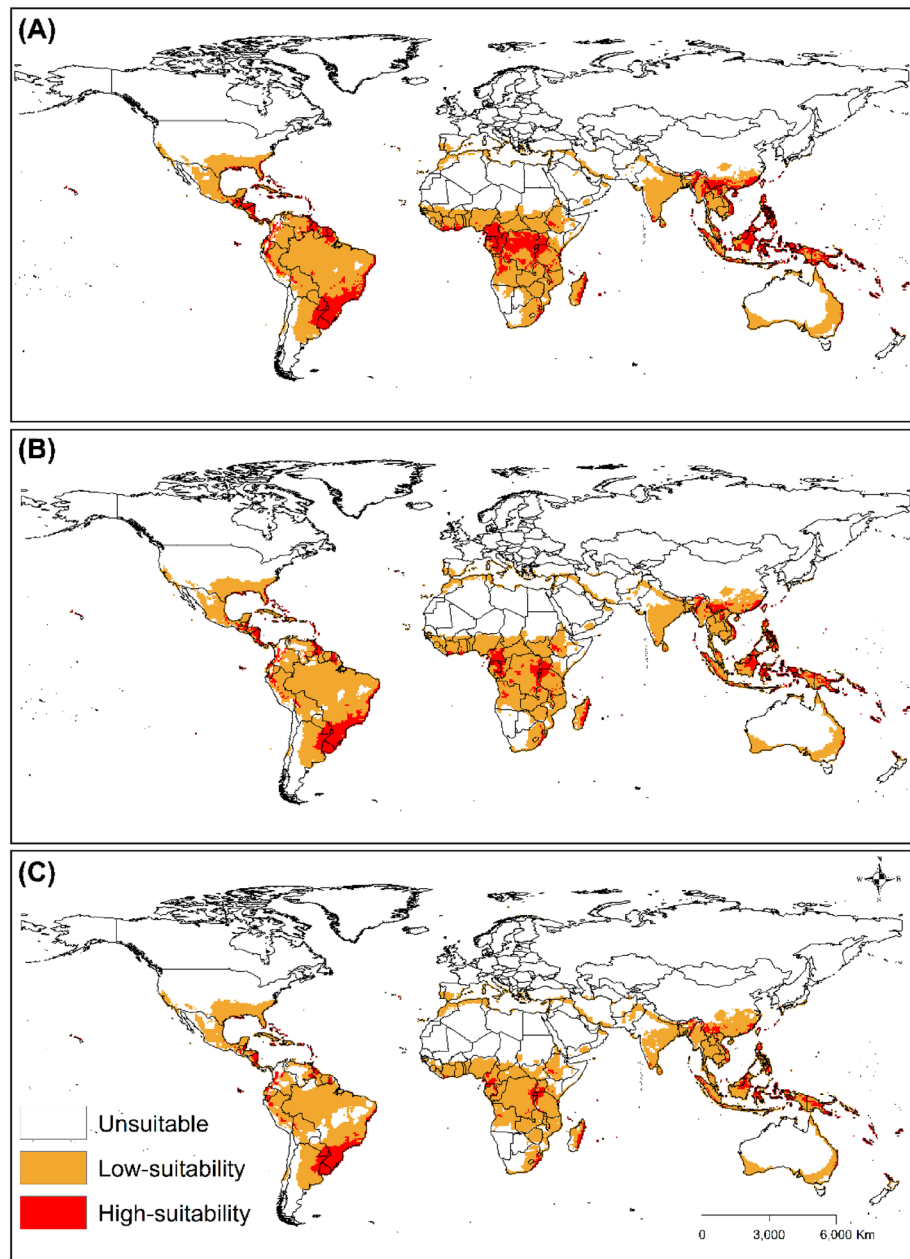 (A)
(B)
(C)
N
W E
S
Unsuitable
Low-suitability
High-suitability
0 3,000 6,000 Km